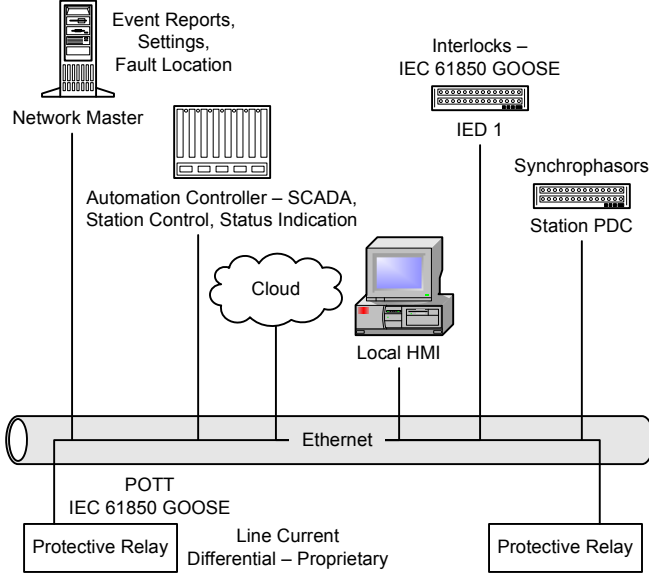 Event Reports,
Settings,
Fault Location
Network Master
Interlocks –
IEC 61850 GOOSE
IED 1
Automation Controller – SCADA,
Station Control, Status Indication
Synchrophasors
Station PDC
Cloud
Local HMI
Ethernet
POTT
IEC 61850 GOOSE
Protective Relay
Line Current
Differential – Proprietary
Protective Relay